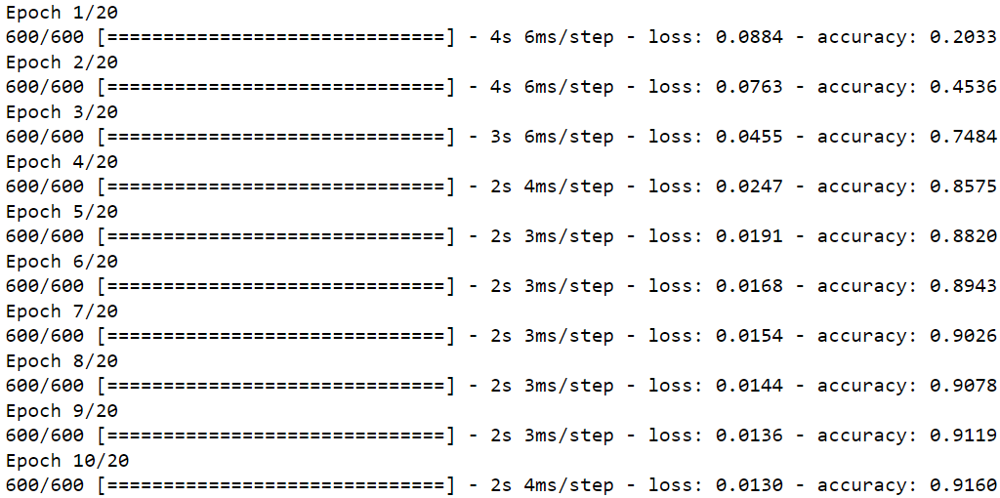 Epoch 1/20
600/600 [==============================] - 4s 6ms/step - loss: 0.0884 - accuracy: 0.2033
Epoch 2/20
600/600 [==============================] - 4s 6ms/step - loss: 0.0763 - accuracy: 0.4536
Epoch 3/20
600/600 [==============================] - 3s 6ms/step - loss: 0.0455 - accuracy: 0.7484
Epoch 4/20
600/600 [==============================] - 2s 4ms/step - loss: 0.0247 - accuracy: 0.8575
Epoch 5/20
600/600 [==============================] - 2s 3ms/step - loss: 0.0191 - accuracy: 0.8820
Epoch 6/20
600/600 [==============================] - 2s 3ms/step - loss: 0.0168 - accuracy: 0.8943
Epoch 7/20
600/600 [==============================] - 2s 3ms/step - loss: 0.0154 - accuracy: 0.9026
Epoch 8/20
600/600 [==============================] - 2s 3ms/step - loss: 0.0144 - accuracy: 0.9078
Epoch 9/20
600/600 [==============================] - 2s 3ms/step - loss: 0.0136 - accuracy: 0.9119
Epoch 10/20
600/600 [==============================] - 2s 4ms/step - loss: 0.0130 - accuracy: 0.9160